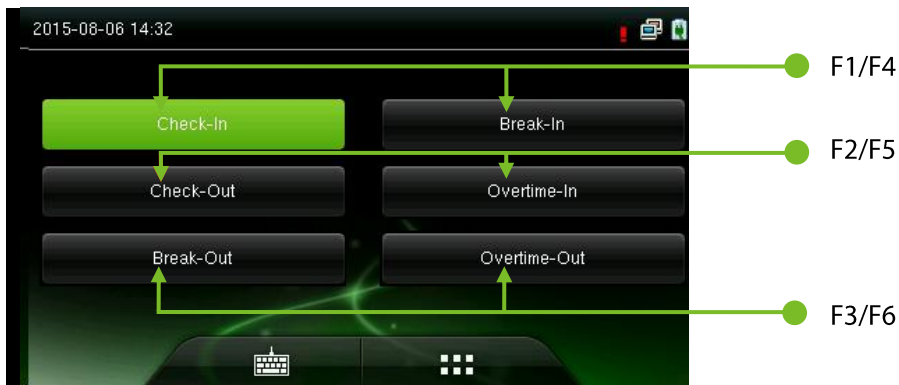 2015-08-06 14:32
F1/F4
Check-In Break-In
F2/F5
Check-Out Overtime-In
Break-Out Overtime-Out
F3/F6